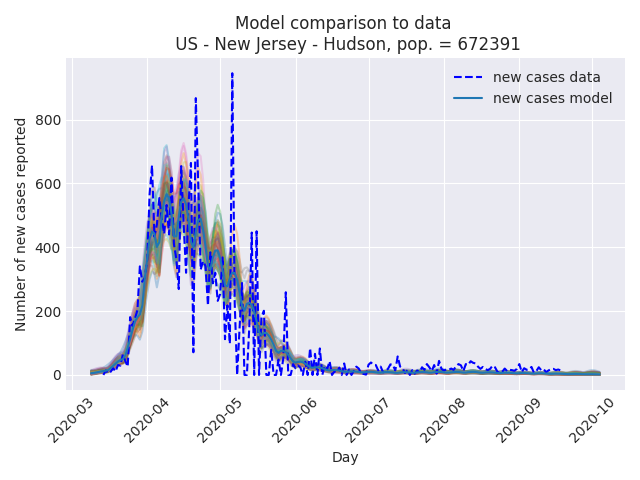 Model comparison to data
US - New Jersey - Hudson, pop. = 672391
new cases data
new cases model
Number of new cases reported
800
600
400
200
0
2020-03
2020-04
2020-05
2020-06
2020-07
2020-08
2020-09
2020-10
Day